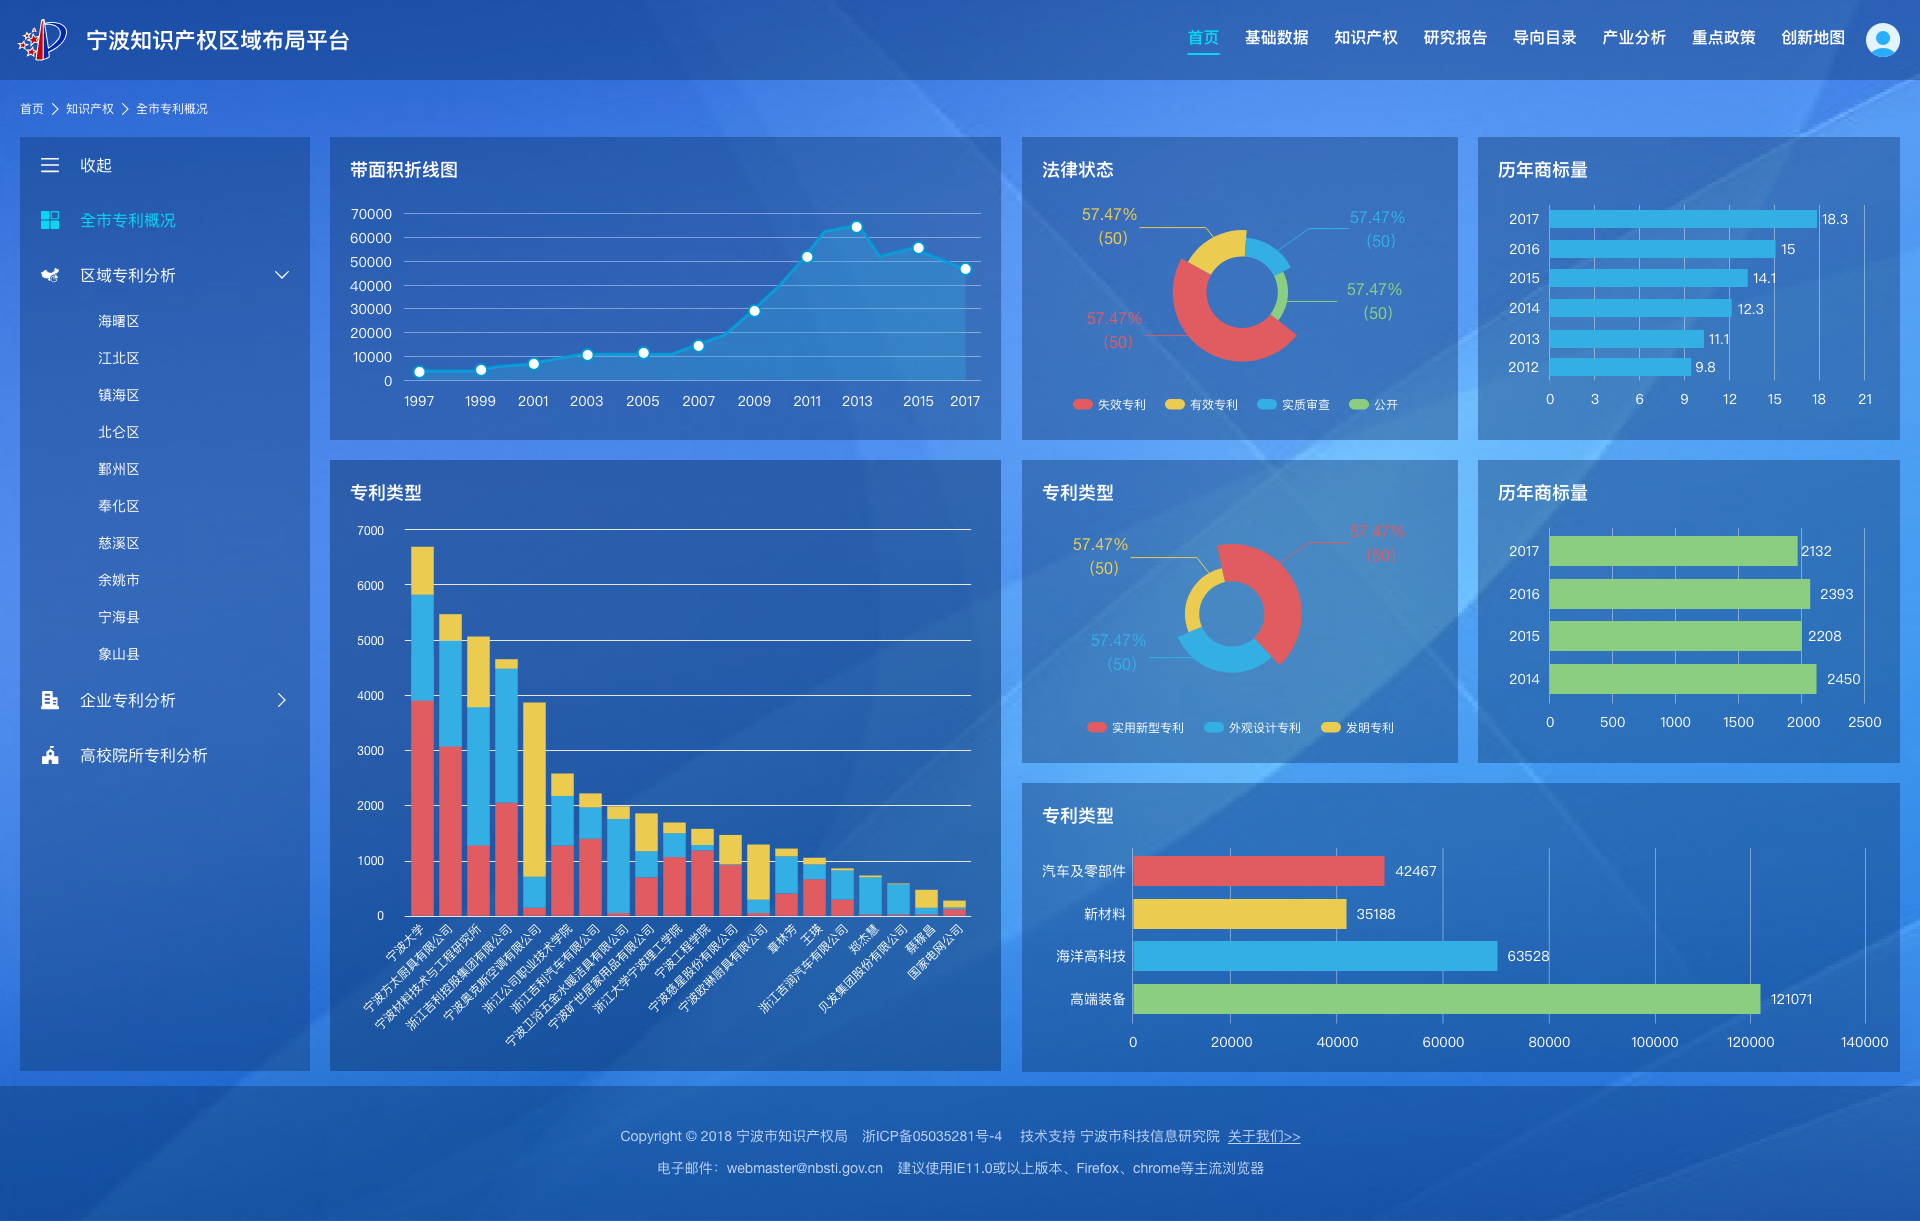 宁波知识产权区域布局平台
首页 基础数据 知识产权 研究报告 导向目录 产业分析 重点政策 创新地图
首页 > 知识产权 > 全市专利概况
收起
全市专利概况
区域专利分析
海曙区
江北区
镇海区
北仑区
鄞州区
奉化区
慈溪区
余姚市
宁海县
象山县
企业专利分析
高校院所专利分析
带面积折线图
70000
60000
50000
40000
30000
20000
10000
0
1997 1999 2001 2003 2005 2007 2009 2011 2013 2015 2017
法律状态
57.47%
(50)
57.47%
(50)
57.47%
(50)
57.47%
(50)
失效专利 有效专利 实质审查 公开
历年商标量
2017 18.3
2016 15
2015 14.1
2014 12.3
2013 11.1
2012 9.8
0 3 6 9 12 15 18 21
专利类型
7000
6000
5000
4000
3000
2000
1000
0
宁波大学
宁波方太厨具有限公司
宁波材料技术与工程研究所
浙江吉利控股集团有限公司
宁波奥克斯空调有限公司
浙江公司职业技术学院
浙江吉利汽车有限公司
宁波卫浴五金水暖洁具有限公司
宁波旷世居家用品有限公司
浙江大学宁波理工学院
宁波工程学院
宁波慈星股份有限公司
宁波欧琳厨具有限公司
章林芳
王瑛
浙江吉润汽车有限公司
郑杰慧
贝发集团股份有限公司
蔡稼昌
国家电网公司
专利类型
57.47%
(50)
57.47%
(50)
57.47%
(50)
实用新型专利 外观设计专利 发明专利
历年商标量
2017 2132
2016 2393
2015 2208
2014 2450
0 500 1000 1500 2000 2500
专利类型
汽车及零部件 42467
新材料 35188
海洋高科技 63528
高端装备 121071
0 20000 40000 60000 80000 100000 120000 140000
Copyright © 2018 宁波市知识产权局 浙ICP备05035281号-4 技术支持 宁波市科技信息研究院 关于我们>>
电子邮件：webmaster@nbsti.gov.cn 建议使用IE11.0或以上版本、Firefox、chrome等主流浏览器